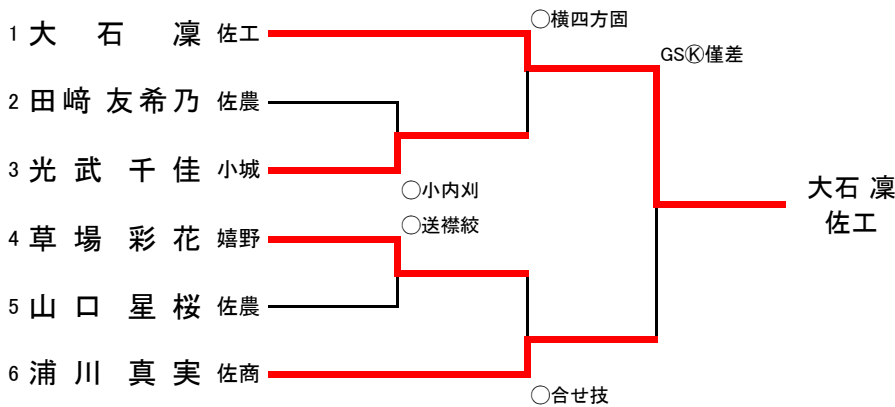 1 大石 凜 佐工
2 田﨑 友希乃 佐農
3 光武 千佳 小城
4 草場 彩花 嬉野
5 山口 星桜 佐農
6 浦川 真実 佐商
○横四方固
GSⓀ僅差
○小内刈
○送襟絞
○合せ技
大石 凜
佐工